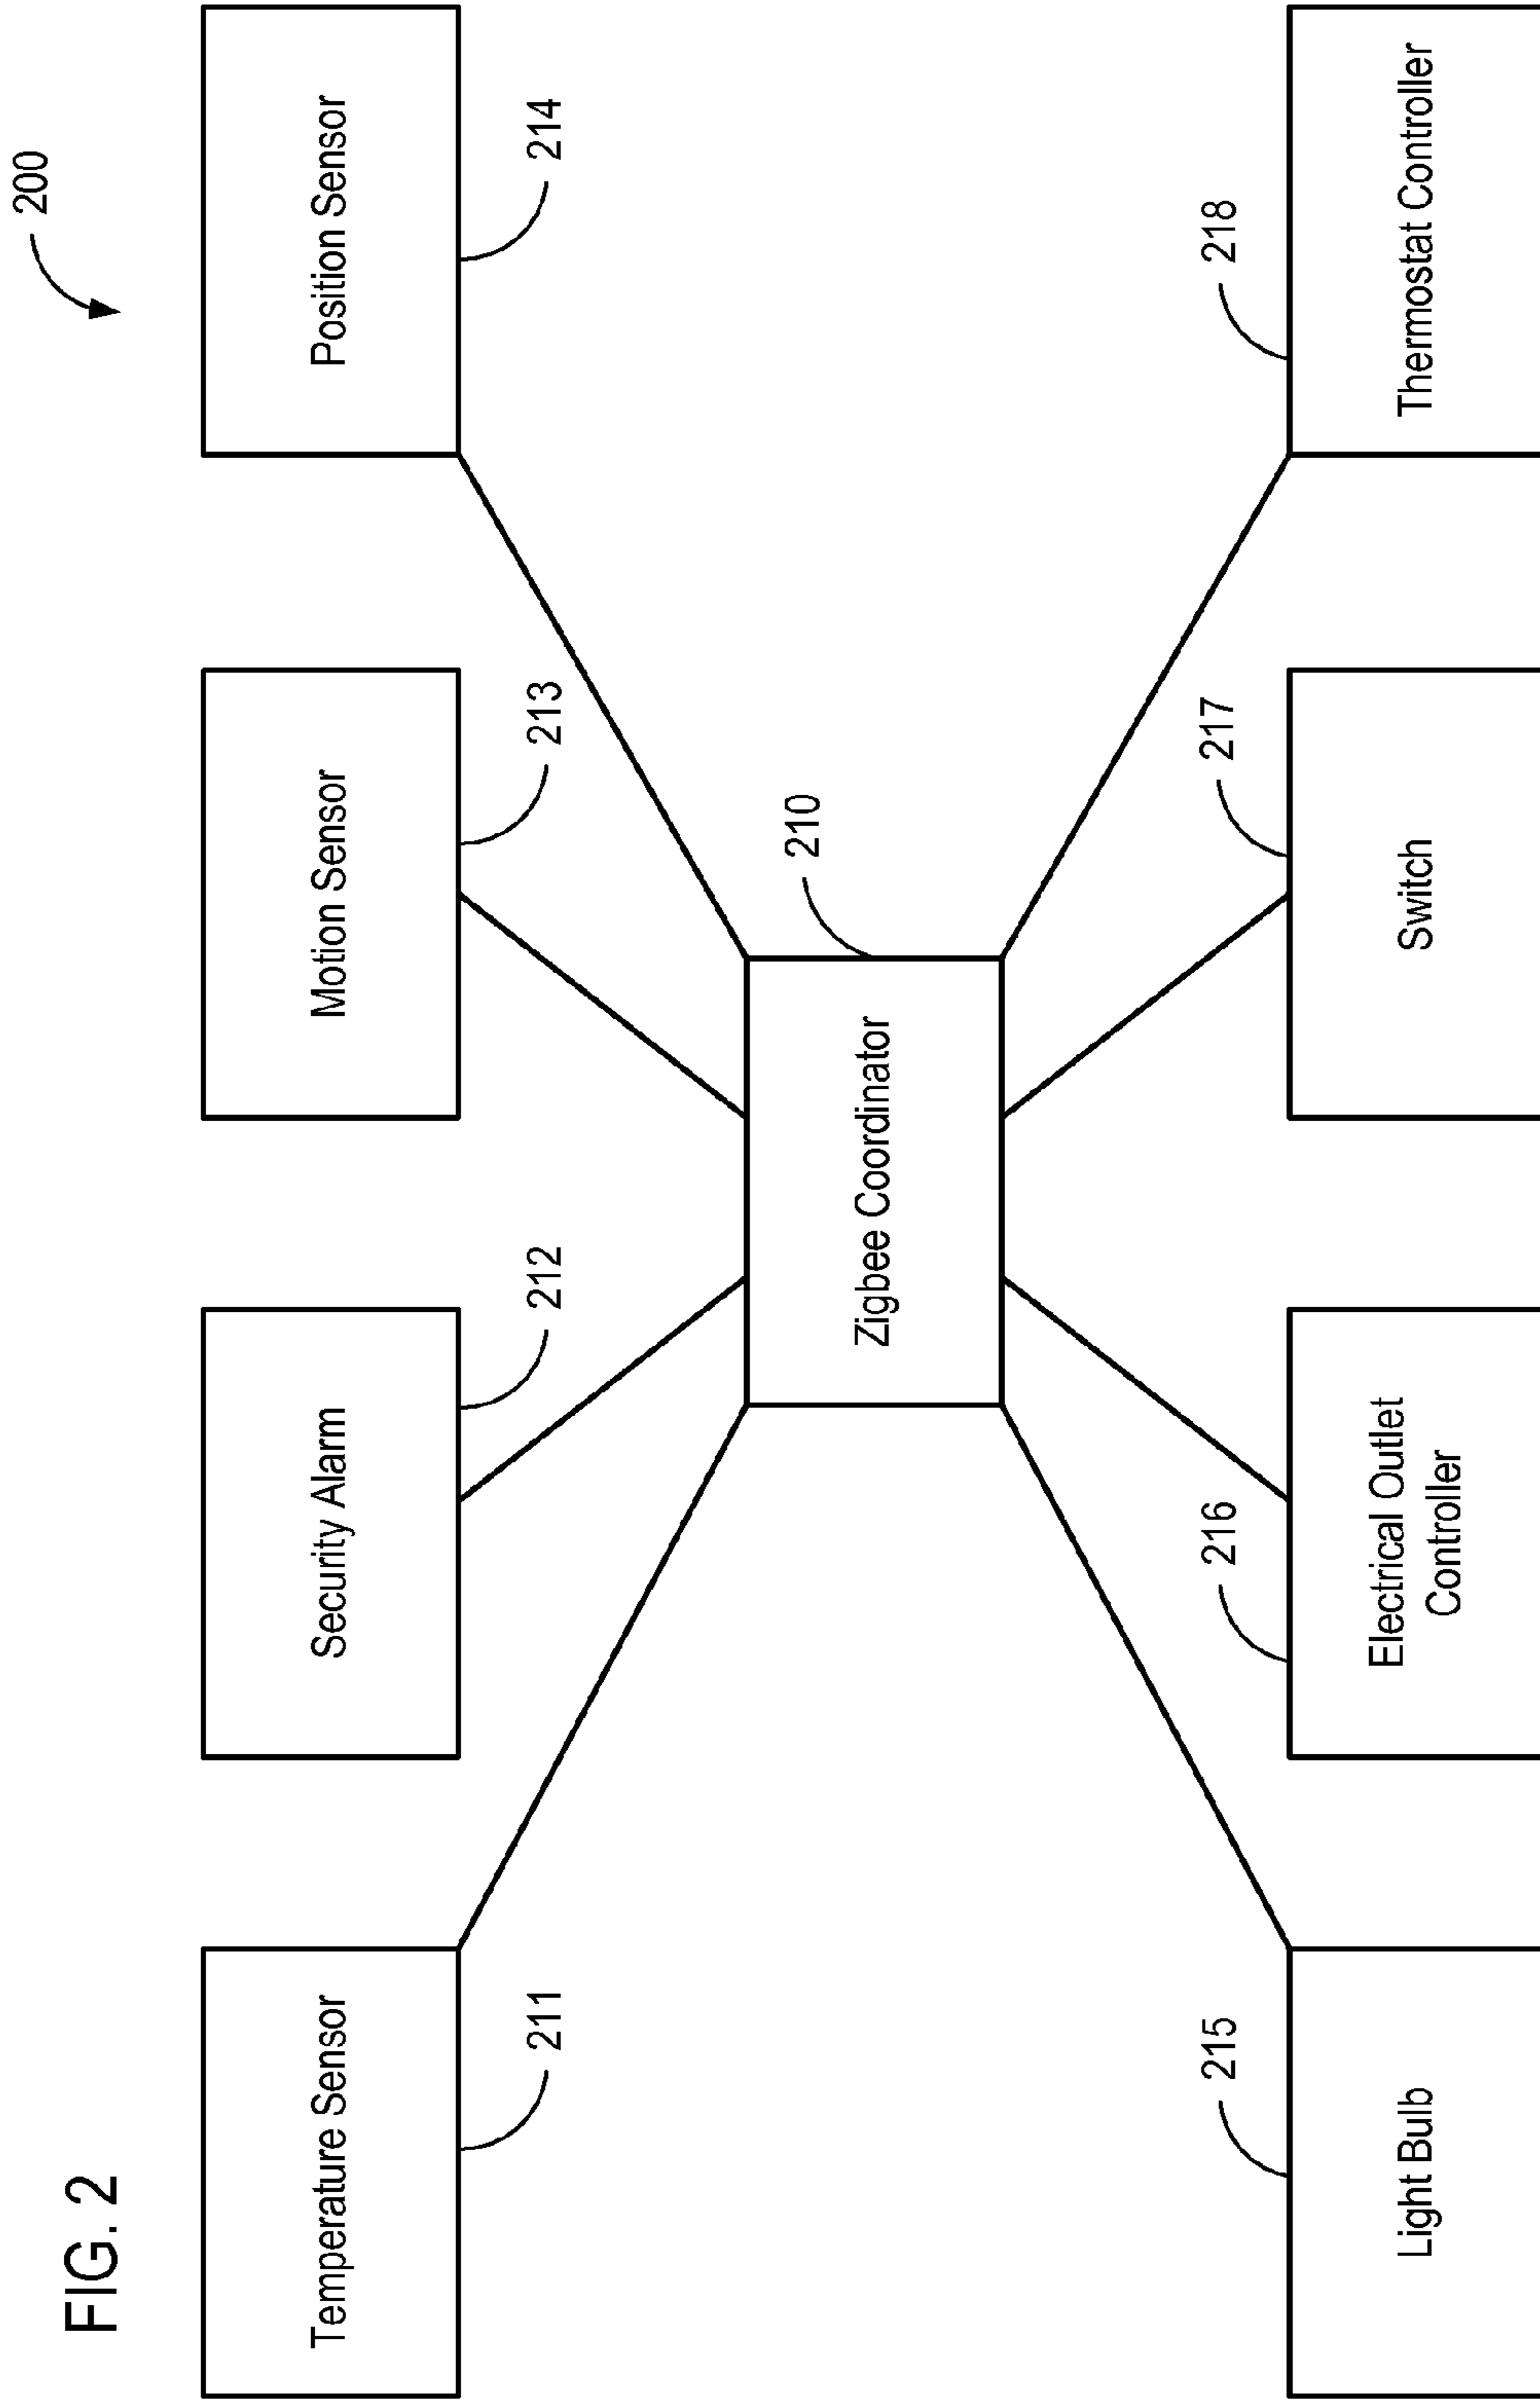 FIG. 2
200
Temperature Sensor
211
Security Alarm
212
Motion Sensor
213
Position Sensor
214
Zigbee Coordinator
210
Light Bulb
215
Electrical Outlet
Controller
216
Switch
217
Thermostat Controller
218